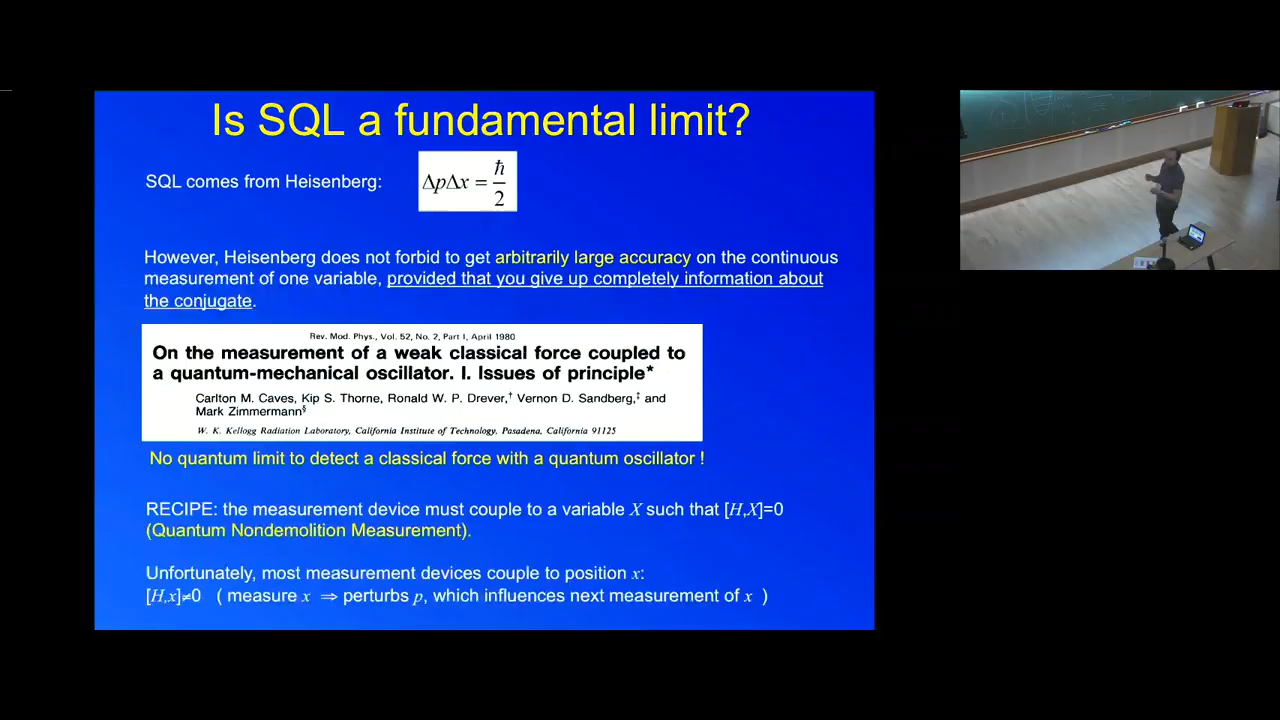 Is SQL a fundamental limit?
SQL comes from Heisenberg:
ΔpΔx = ħ/2
However, Heisenberg does not forbid to get arbitrarily large accuracy on the continuous
measurement of one variable, provided that you give up completely information about
the conjugate.
Rev. Mod. Phys., Vol. 52, No. 2, Part I, April 1980
On the measurement of a weak classical force coupled to
a quantum-mechanical oscillator. I. Issues of principle*
Carlton M. Caves, Kip S. Thorne, Ronald W. P. Drever,† Vernon D. Sandberg,‡ and
Mark Zimmermann§
W. K. Kellogg Radiation Laboratory, California Institute of Technology, Pasadena, California 91125
No quantum limit to detect a classical force with a quantum oscillator !
RECIPE: the measurement device must couple to a variable X such that [H,X]=0
(Quantum Nondemolition Measurement).
Unfortunately, most measurement devices couple to position x:
[H,x]≠0 ( measure x ⇒ perturbs p, which influences next measurement of x )